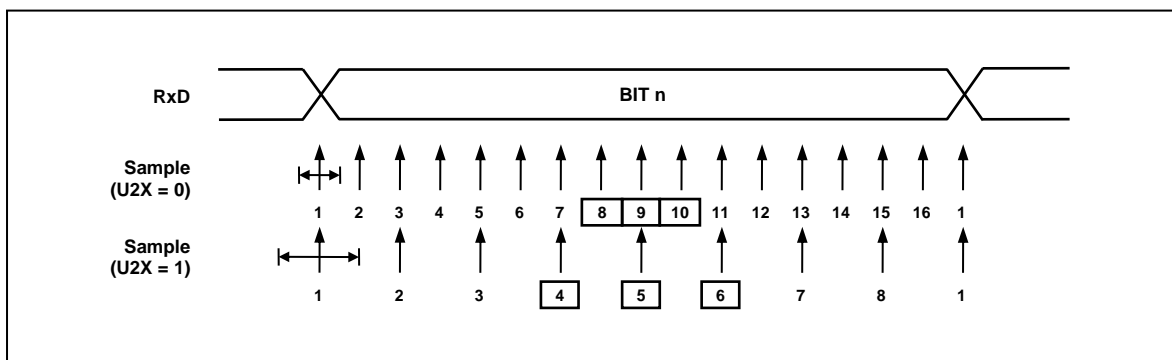 RxD
BIT n
Sample
(U2X = 0)
1 2 3 4 5 6 7 8 9 10 11 12 13 14 15 16 1
Sample
(U2X = 1)
1 2 3 4 5 6 7 8 1